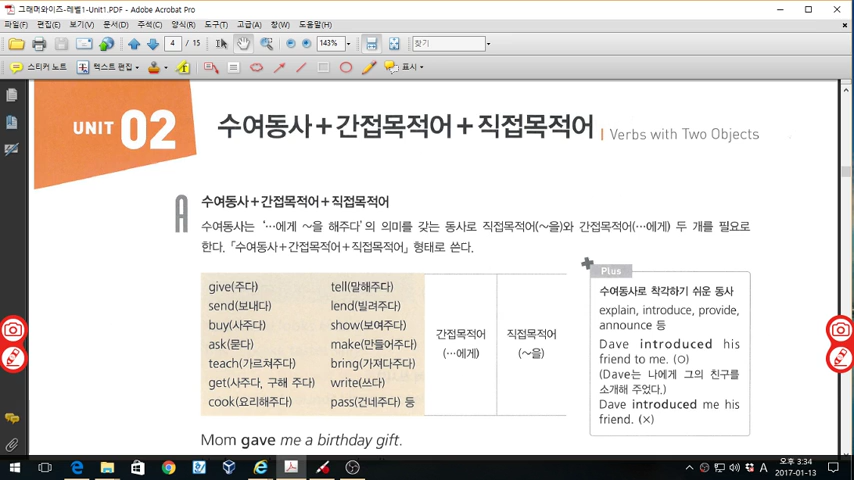 그래머와이즈-레벨1-Unit1.PDF - Adobe Acrobat Pro
파일(F) 편집(E) 보기(V) 문서(D) 주석(C) 양식(R) 도구(T) 고급(A) 창(W) 도움말(H)
4 / 15 143% 찾기
스티커 노트 텍스트 편집 표시
UNIT 02
수여동사+간접목적어+직접목적어 | Verbs with Two Objects
A 수여동사+간접목적어+직접목적어
수여동사는 '…에게 ~을 해주다'의 의미를 갖는 동사로 직접목적어(~을)와 간접목적어(…에게) 두 개를 필요로
한다. 「수여동사+간접목적어+직접목적어」 형태로 쓴다.
give(주다) tell(말해주다)
send(보내다) lend(빌려주다)
buy(사주다) show(보여주다)
ask(묻다) make(만들어주다)
teach(가르쳐주다) bring(가져다주다)
get(사주다, 구해 주다) write(쓰다)
cook(요리해주다) pass(건네주다) 등
간접목적어
(…에게)
직접목적어
(~을)
Plus
수여동사로 착각하기 쉬운 동사
explain, introduce, provide,
announce 등
Dave introduced his
friend to me. (○)
(Dave는 나에게 그의 친구를
소개해 주었다.)
Dave introduced me his
friend. (×)
Mom gave me a birthday gift.
A 오후 3:34
2017-01-13